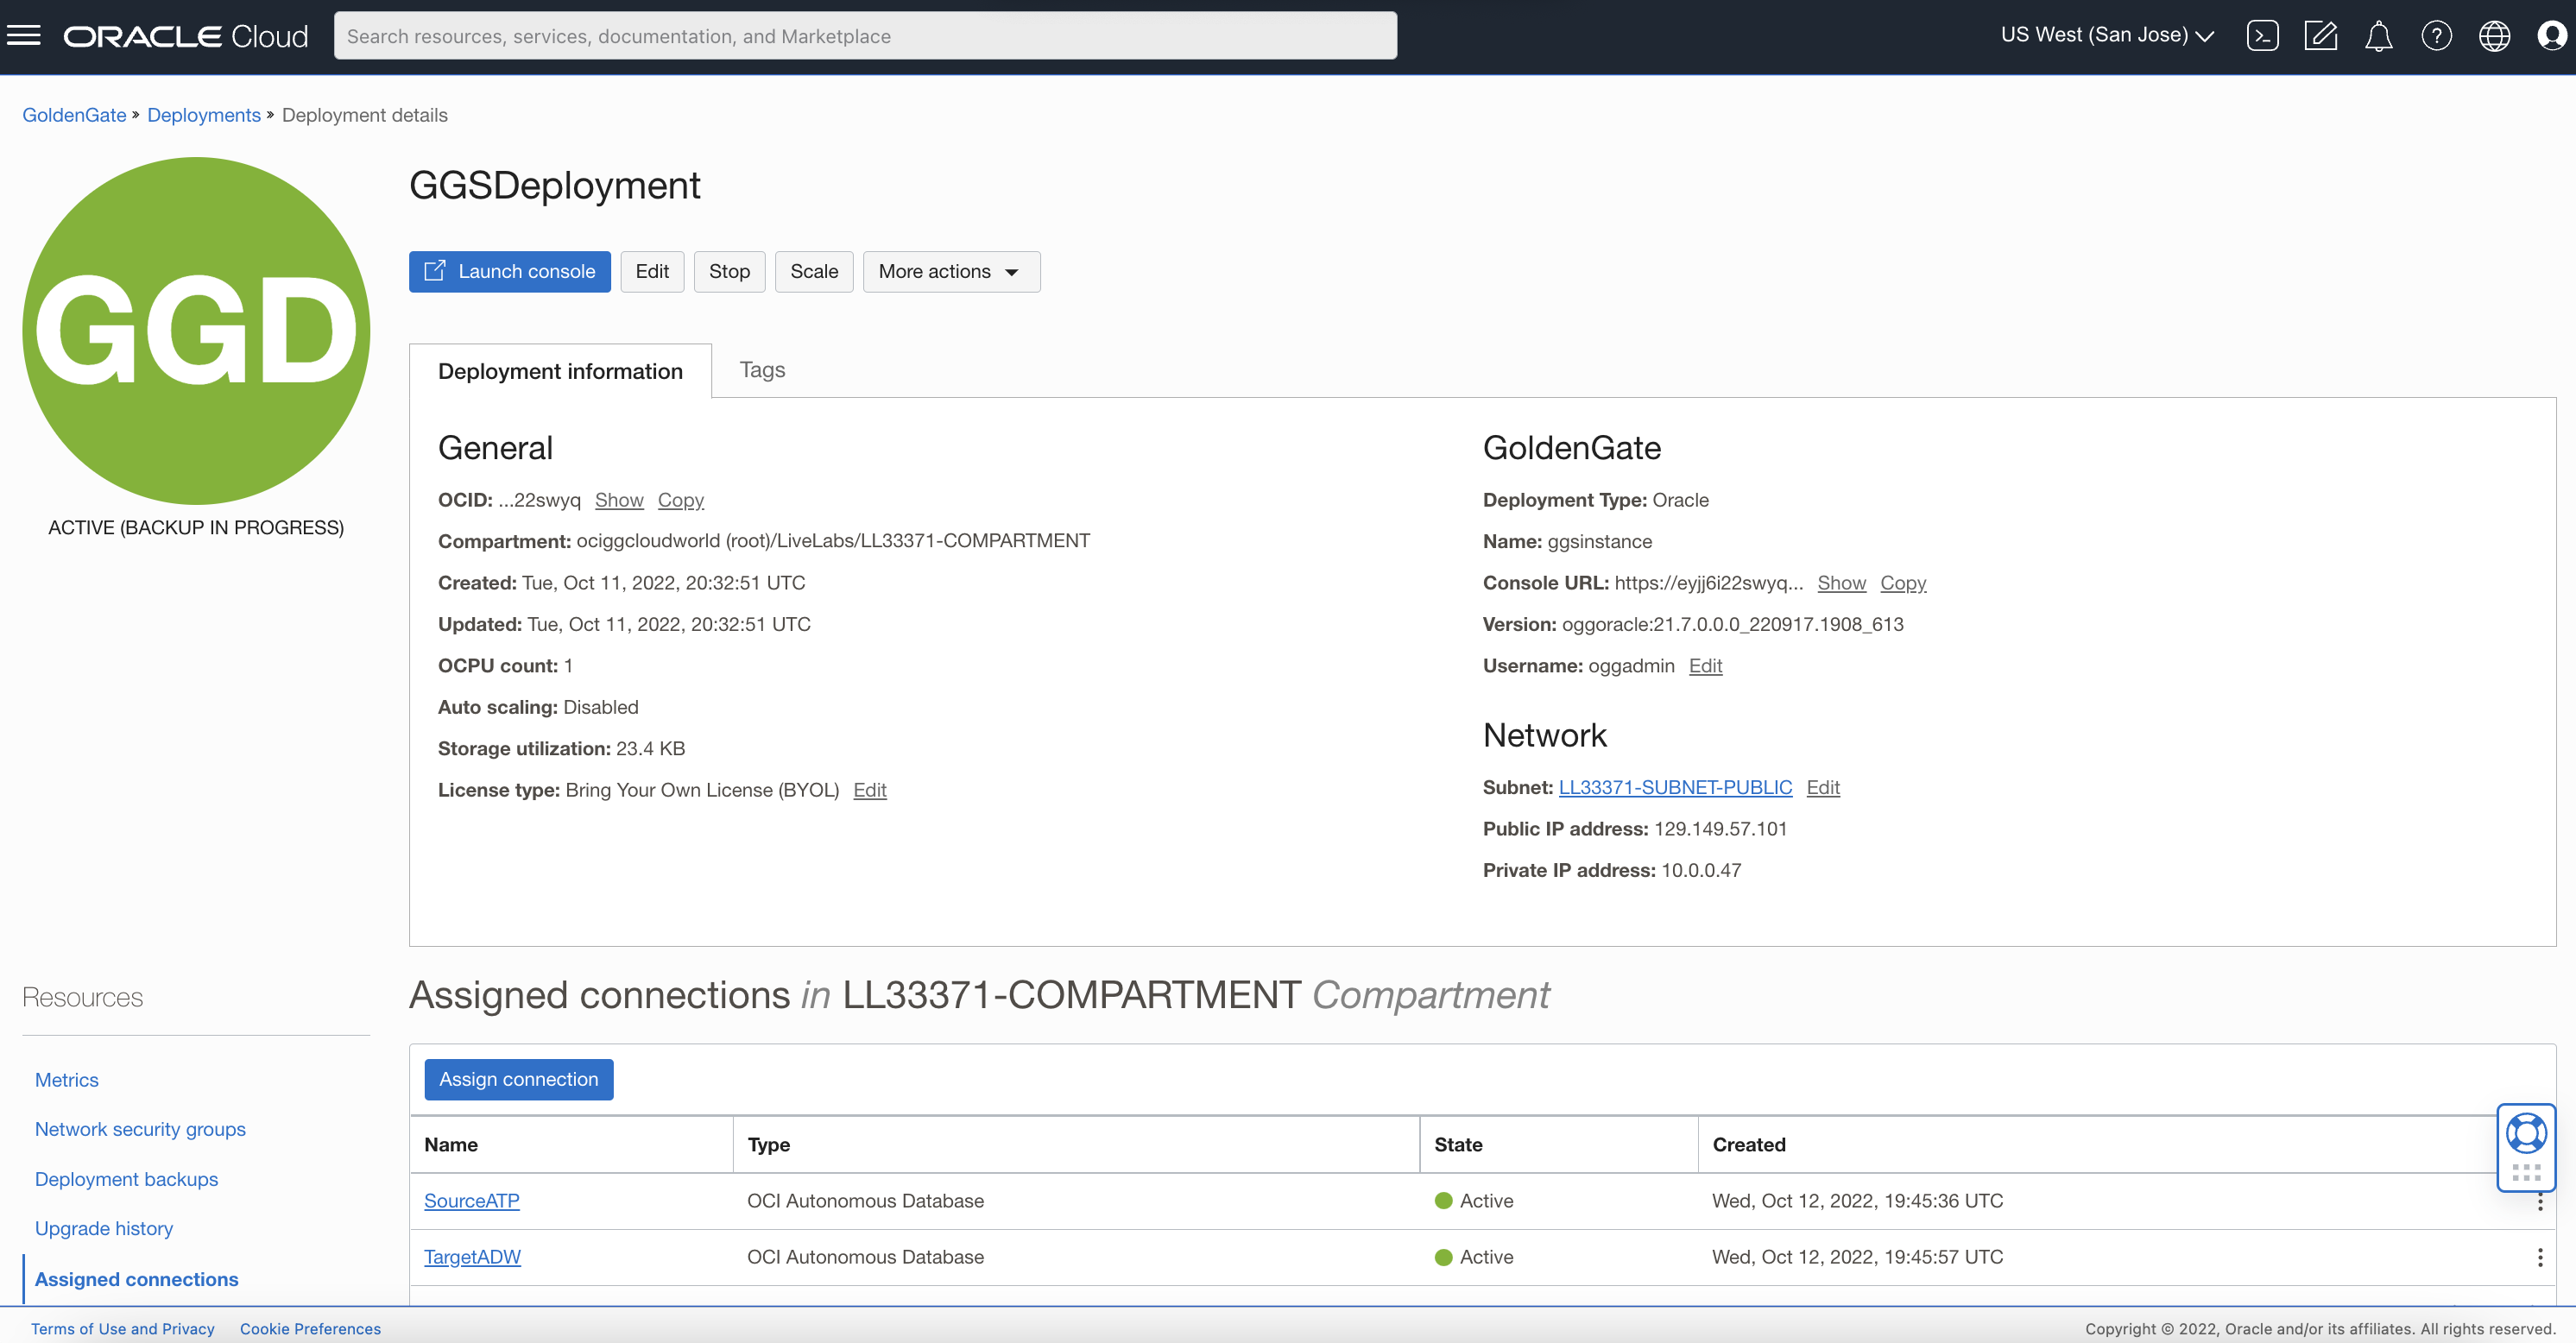 ORACLE Cloud
Search resources, services, documentation, and Marketplace
US West (San Jose)
GoldenGate » Deployments » Deployment details
GGD
ACTIVE (BACKUP IN PROGRESS)
GGSDeployment
Launch console
Edit
Stop
Scale
More actions
Deployment information
Tags
General
OCID: ...22swyq Show Copy
Compartment: ociggcloudworld (root)/LiveLabs/LL33371-COMPARTMENT
Created: Tue, Oct 11, 2022, 20:32:51 UTC
Updated: Tue, Oct 11, 2022, 20:32:51 UTC
OCPU count: 1
Auto scaling: Disabled
Storage utilization: 23.4 KB
License type: Bring Your Own License (BYOL) Edit
GoldenGate
Deployment Type: Oracle
Name: ggsinstance
Console URL: https://eyjj6i22swyq... Show Copy
Version: oggoracle:21.7.0.0.0_220917.1908_613
Username: oggadmin Edit
Network
Subnet: LL33371-SUBNET-PUBLIC Edit
Public IP address: 129.149.57.101
Private IP address: 10.0.0.47
Resources
Metrics
Network security groups
Deployment backups
Upgrade history
Assigned connections
Assigned connections in LL33371-COMPARTMENT Compartment
Assign connection
Name Type State Created
SourceATP OCI Autonomous Database Active Wed, Oct 12, 2022, 19:45:36 UTC
TargetADW OCI Autonomous Database Active Wed, Oct 12, 2022, 19:45:57 UTC
Terms of Use and Privacy Cookie Preferences
Copyright © 2022, Oracle and/or its affiliates. All rights reserved.